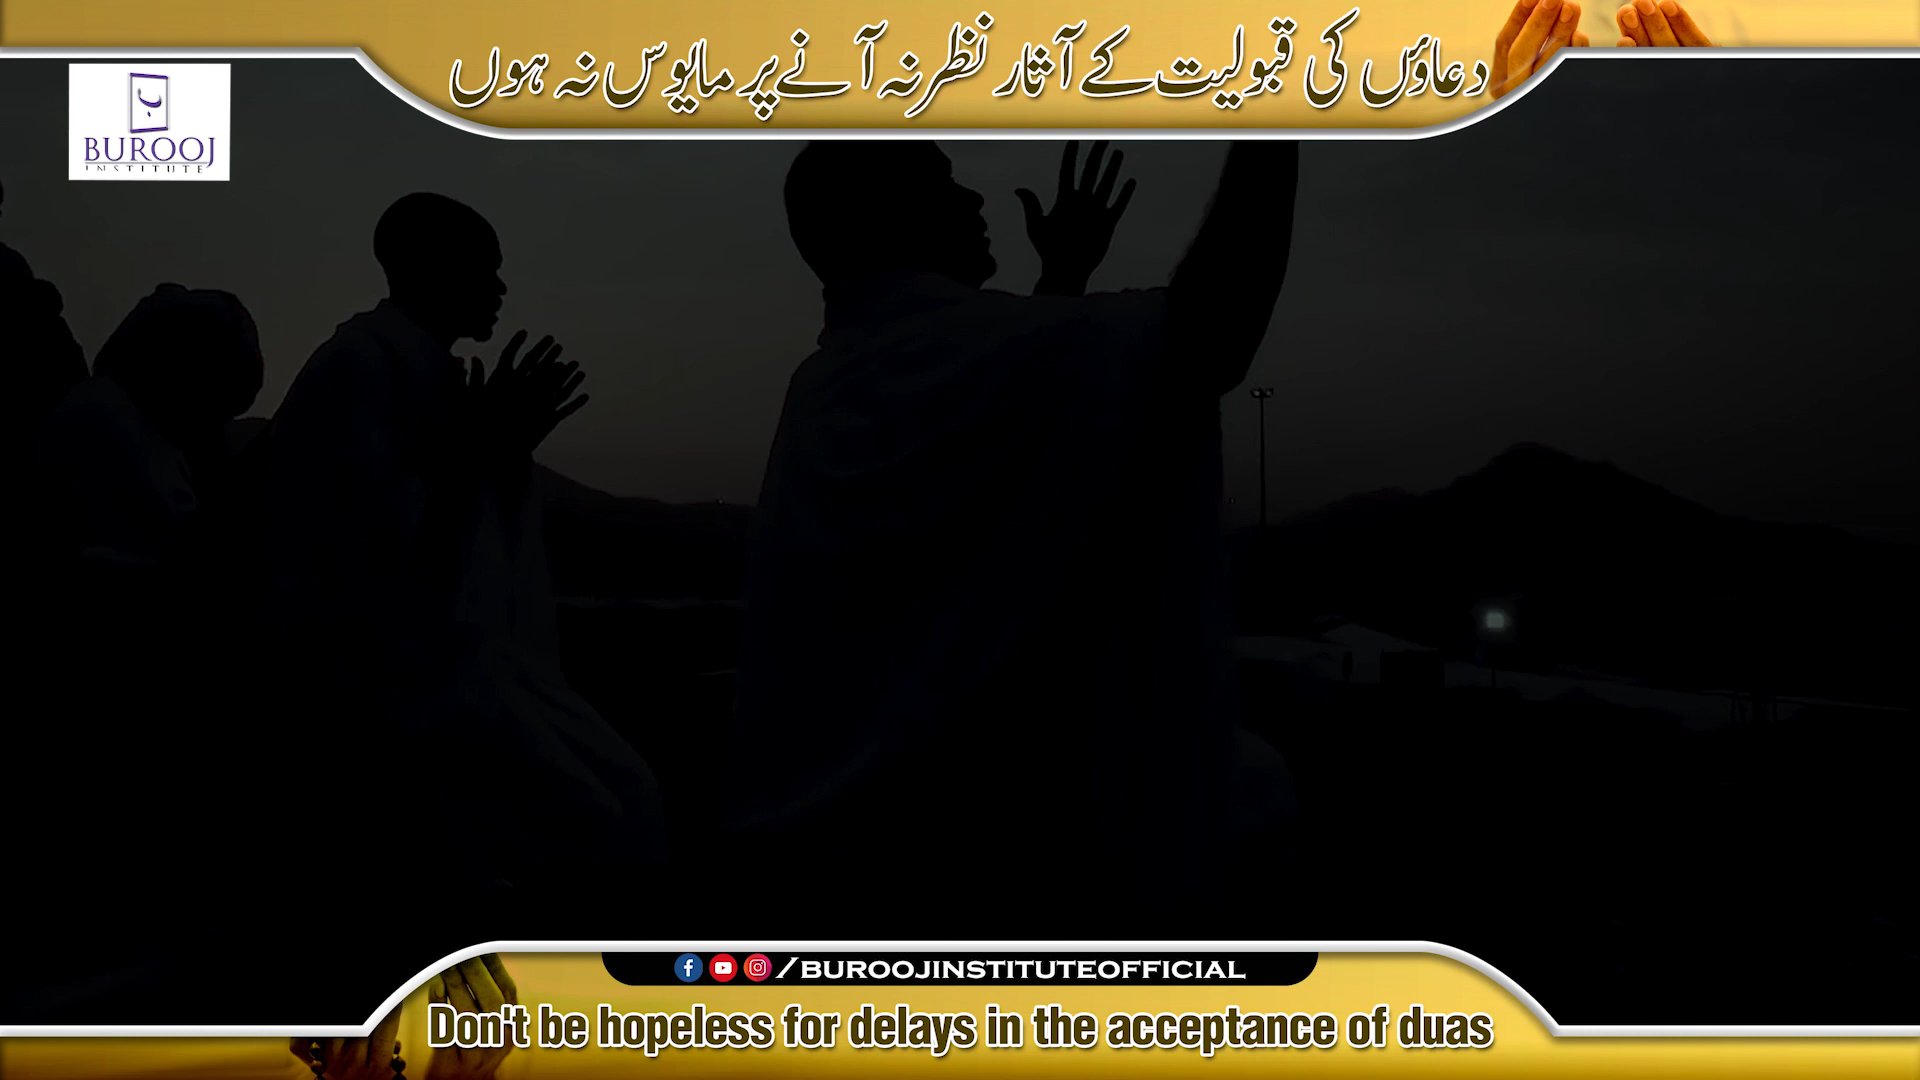 دعاؤں کی قبولیت کے آثار نظر نہ آنے پر مایوس نہ ہوں
ب
BUROOJ
INSTITUTE
/BUROOJINSTITUTEOFFICIAL
Don't be hopeless for delays in the acceptance of duas